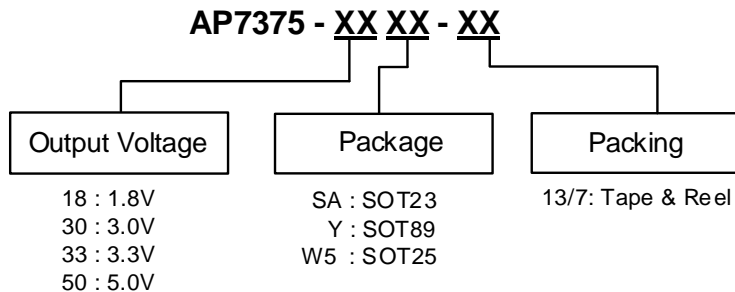 AP7375 - XX XX - XX
Output Voltage
Package
Packing
18 : 1.8V
30 : 3.0V
33 : 3.3V
50 : 5.0V
SA : SOT23
Y : SOT89
W5 : SOT25
13/7: Tape & Reel